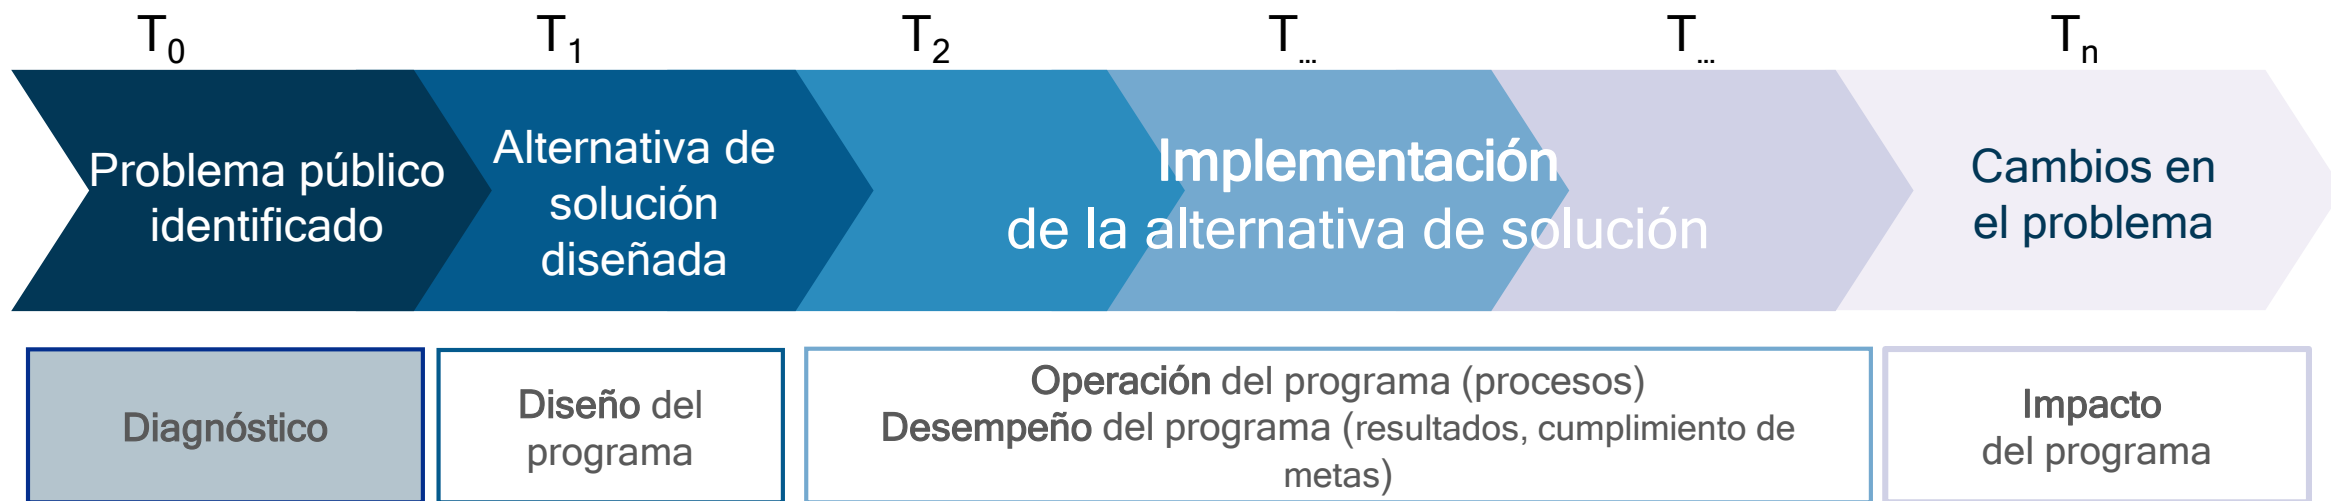 T0 T1 T2 T... T... Tn
Problema público
identificado
Alternativa de
solución
diseñada
Implementación
de la alternativa de solución
Cambios en
el problema
Diagnóstico
Diseño del
programa
Operación del programa (procesos)
Desempeño del programa (resultados, cumplimiento de
metas)
Impacto
del programa